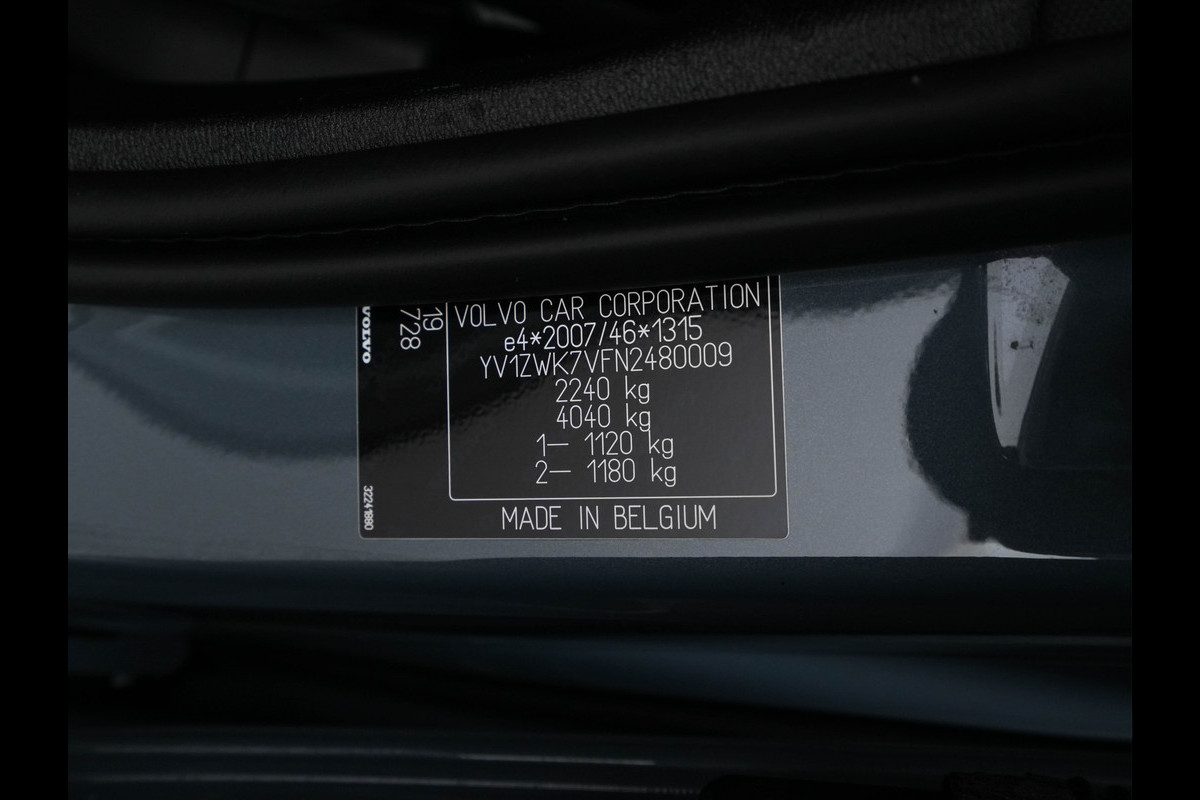 VOLVO CAR CORPORATION
e4*2007/46*1315
YV1ZWK7VFN2480009
2240 kg
4040 kg
1– 1120 kg
2– 1180 kg
MADE IN BELGIUM
VOLVO
19
728
32241880